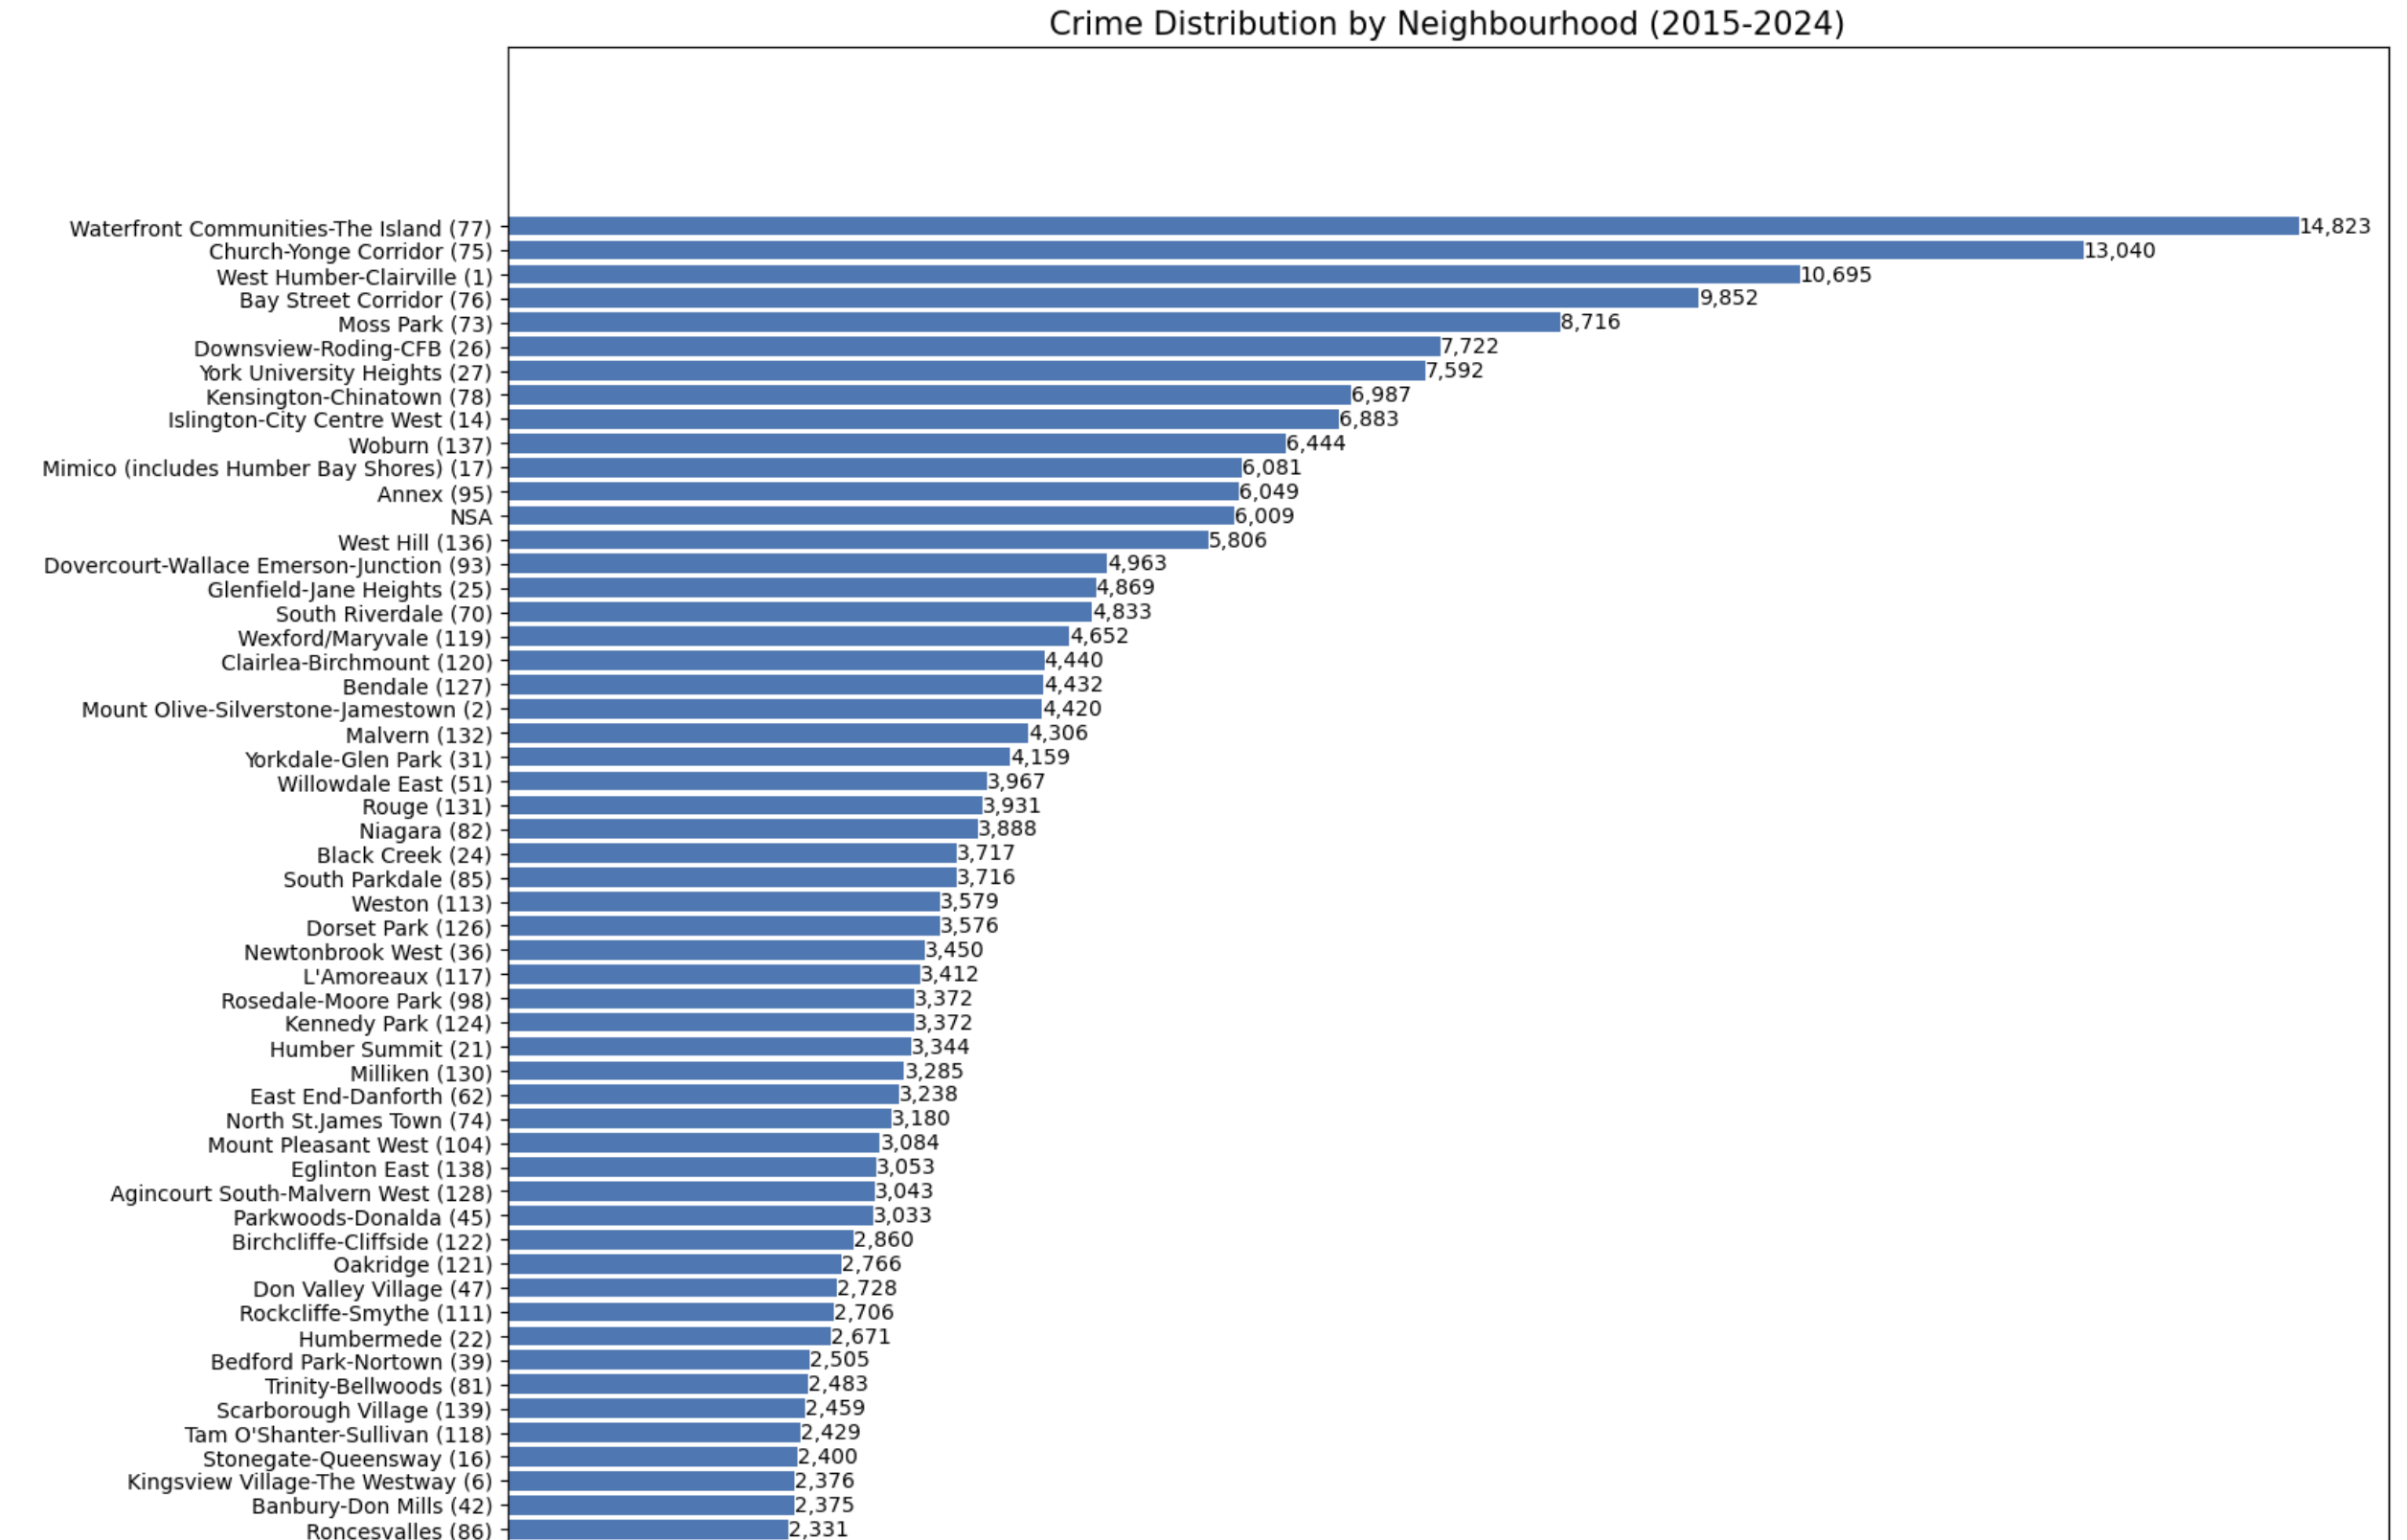 Crime Distribution by Neighbourhood (2015-2024)
Waterfront Communities-The Island (77) 14,823
Church-Yonge Corridor (75) 13,040
West Humber-Clairville (1) 10,695
Bay Street Corridor (76) 9,852
Moss Park (73) 8,716
Downsview-Roding-CFB (26) 7,722
York University Heights (27) 7,592
Kensington-Chinatown (78) 6,987
Islington-City Centre West (14) 6,883
Woburn (137) 6,444
Mimico (includes Humber Bay Shores) (17) 6,081
Annex (95) 6,049
NSA 6,009
West Hill (136) 5,806
Dovercourt-Wallace Emerson-Junction (93) 4,963
Glenfield-Jane Heights (25) 4,869
South Riverdale (70) 4,833
Wexford/Maryvale (119) 4,652
Clairlea-Birchmount (120) 4,440
Bendale (127) 4,432
Mount Olive-Silverstone-Jamestown (2) 4,420
Malvern (132) 4,306
Yorkdale-Glen Park (31) 4,159
Willowdale East (51) 3,967
Rouge (131) 3,931
Niagara (82) 3,888
Black Creek (24) 3,717
South Parkdale (85) 3,716
Weston (113) 3,579
Dorset Park (126) 3,576
Newtonbrook West (36) 3,450
L'Amoreaux (117) 3,412
Rosedale-Moore Park (98) 3,372
Kennedy Park (124) 3,372
Humber Summit (21) 3,344
Milliken (130) 3,285
East End-Danforth (62) 3,238
North St.James Town (74) 3,180
Mount Pleasant West (104) 3,084
Eglinton East (138) 3,053
Agincourt South-Malvern West (128) 3,043
Parkwoods-Donalda (45) 3,033
Birchcliffe-Cliffside (122) 2,860
Oakridge (121) 2,766
Don Valley Village (47) 2,728
Rockcliffe-Smythe (111) 2,706
Humbermede (22) 2,671
Bedford Park-Nortown (39) 2,505
Trinity-Bellwoods (81) 2,483
Scarborough Village (139) 2,459
Tam O'Shanter-Sullivan (118) 2,429
Stonegate-Queensway (16) 2,400
Kingsview Village-The Westway (6) 2,376
Banbury-Don Mills (42) 2,375
Roncesvalles (86) 2,331